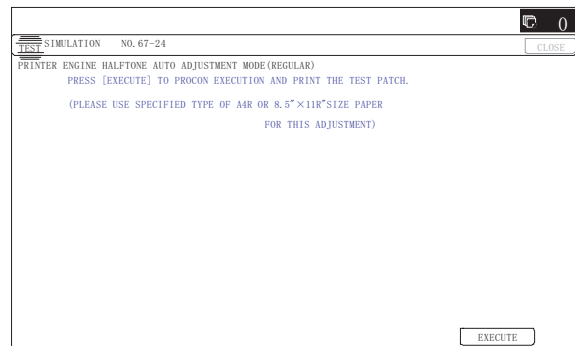 0
TEST SIMULATION NO. 67-24
CLOSE
PRINTER ENGINE HALFTONE AUTO ADJUSTMENT MODE(REGULAR)
PRESS [EXECUTE] TO PROCON EXECUTION AND PRINT THE TEST PATCH.
(PLEASE USE SPECIFIED TYPE OF A4R OR 8.5″×11R″SIZE PAPER
FOR THIS ADJUSTMENT)
EXECUTE